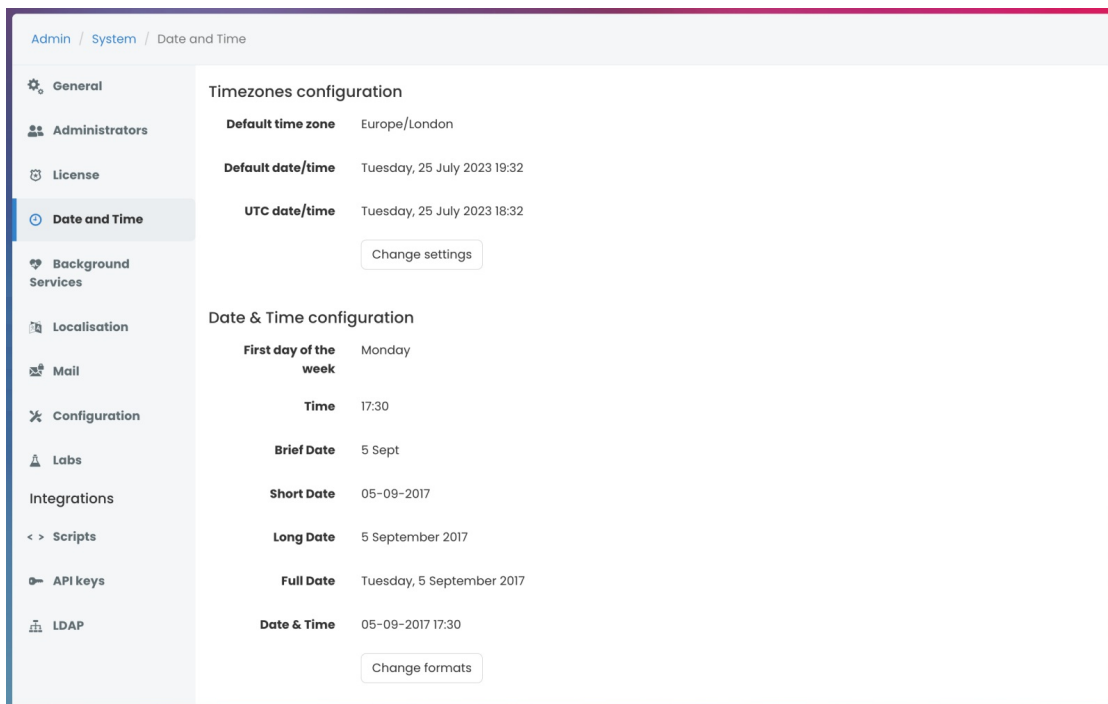 Admin / System / Date and Time
General
Administrators
License
Date and Time
Background
Services
Localisation
Mail
Configuration
Labs
Integrations
< > Scripts
API keys
LDAP
Timezones configuration
Default time zone Europe/London
Default date/time Tuesday, 25 July 2023 19:32
UTC date/time Tuesday, 25 July 2023 18:32
Change settings
Date & Time configuration
First day of the Monday
week
Time 17:30
Brief Date 5 Sept
Short Date 05-09-2017
Long Date 5 September 2017
Full Date Tuesday, 5 September 2017
Date & Time 05-09-2017 17:30
Change formats